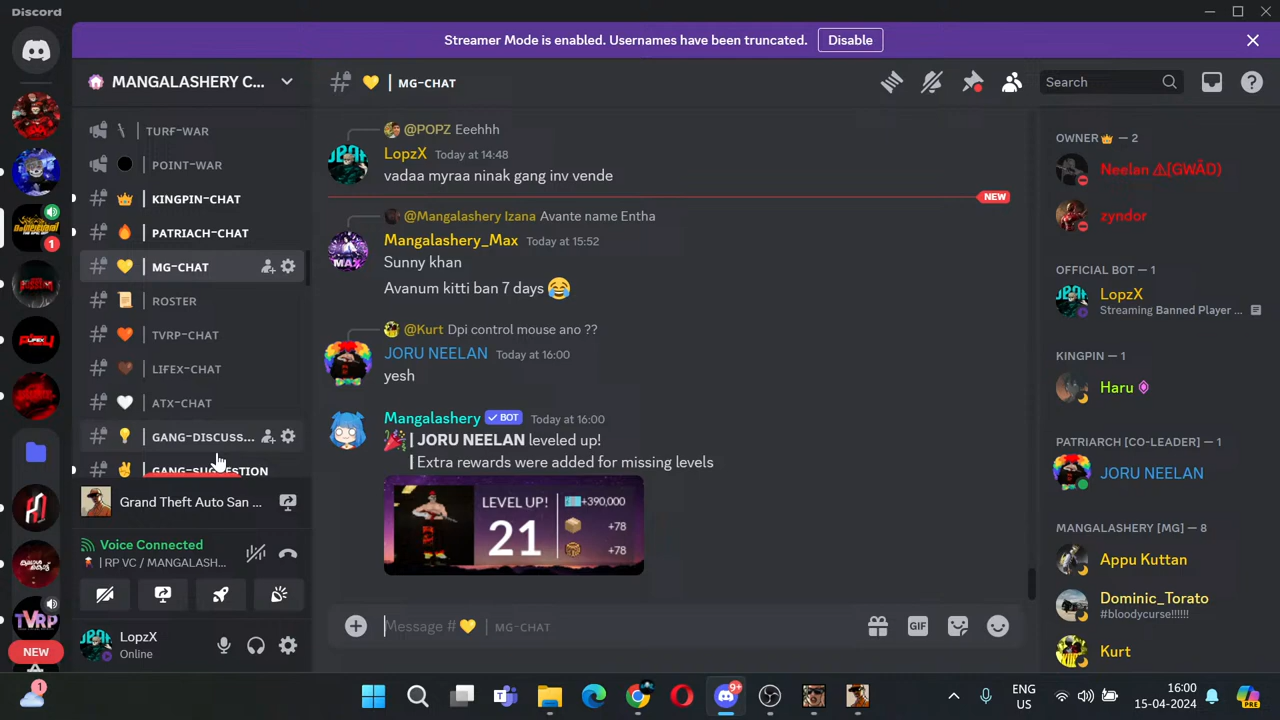 Discord
Streamer Mode is enabled. Usernames have been truncated.
Disable
MANGALASHERY C...
TURF-WAR
POINT-WAR
KINGPIN-CHAT
PATRIACH-CHAT
MG-CHAT
ROSTER
TVRP-CHAT
LIFEX-CHAT
ATX-CHAT
GANG-DISCUSS...
GANG-SUGGESTION
Grand Theft Auto San ...
Voice Connected
| RP VC / MANGALASH...
LopzX
Online
1
NEW
| MG-CHAT
Search
@POPZ Eeehhh
LopzX Today at 14:48
vadaa myraa ninak gang inv vende
NEW
@Mangalashery Izana Avante name Entha
Mangalashery_Max Today at 15:52
Sunny khan
Avanum kitti ban 7 days 😂
@Kurt Dpi control mouse ano ??
JORU NEELAN Today at 16:00
yesh
Mangalashery ✓ BOT Today at 16:00
🎉 | JORU NEELAN leveled up!
| Extra rewards were added for missing levels
LEVEL UP!
21
+390,000
+78
+78
Message # 💛 | MG-CHAT
GIF
OWNER 👑 — 2
Neelan ⚠[GWÄD]
zyndor
OFFICIAL BOT — 1
LopzX
Streaming Banned Player ...
KINGPIN — 1
Haru
PATRIARCH [CO-LEADER] — 1
JORU NEELAN
MANGALASHERY [MG] — 8
Appu Kuttan
Dominic_Torato
#bloodycurse!!!!!!
Kurt
1
9+
ENG
US
16:00
15-04-2024
PRE